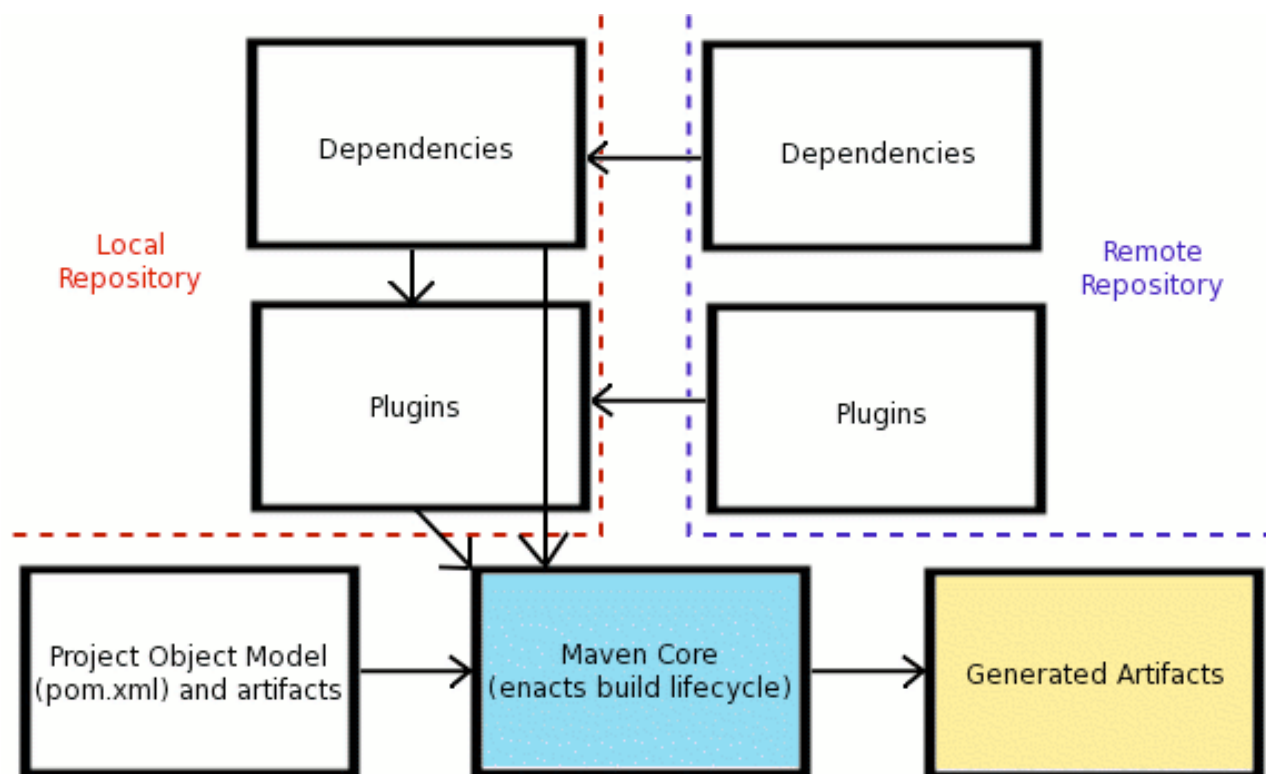 Dependencies
Dependencies
Local
Repository
Remote
Repository
Plugins
Plugins
Project Object Model
(pom.xml) and artifacts
Maven Core
(enacts build lifecycle)
Generated Artifacts